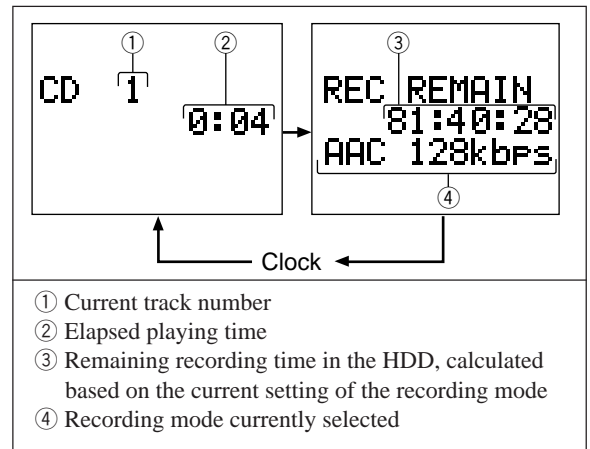 ① ②
CD 1
0:04
③
REC REMAIN
81:40:28
AAC 128kbps
④
Clock
① Current track number
② Elapsed playing time
③ Remaining recording time in the HDD, calculated
based on the current setting of the recording mode
④ Recording mode currently selected